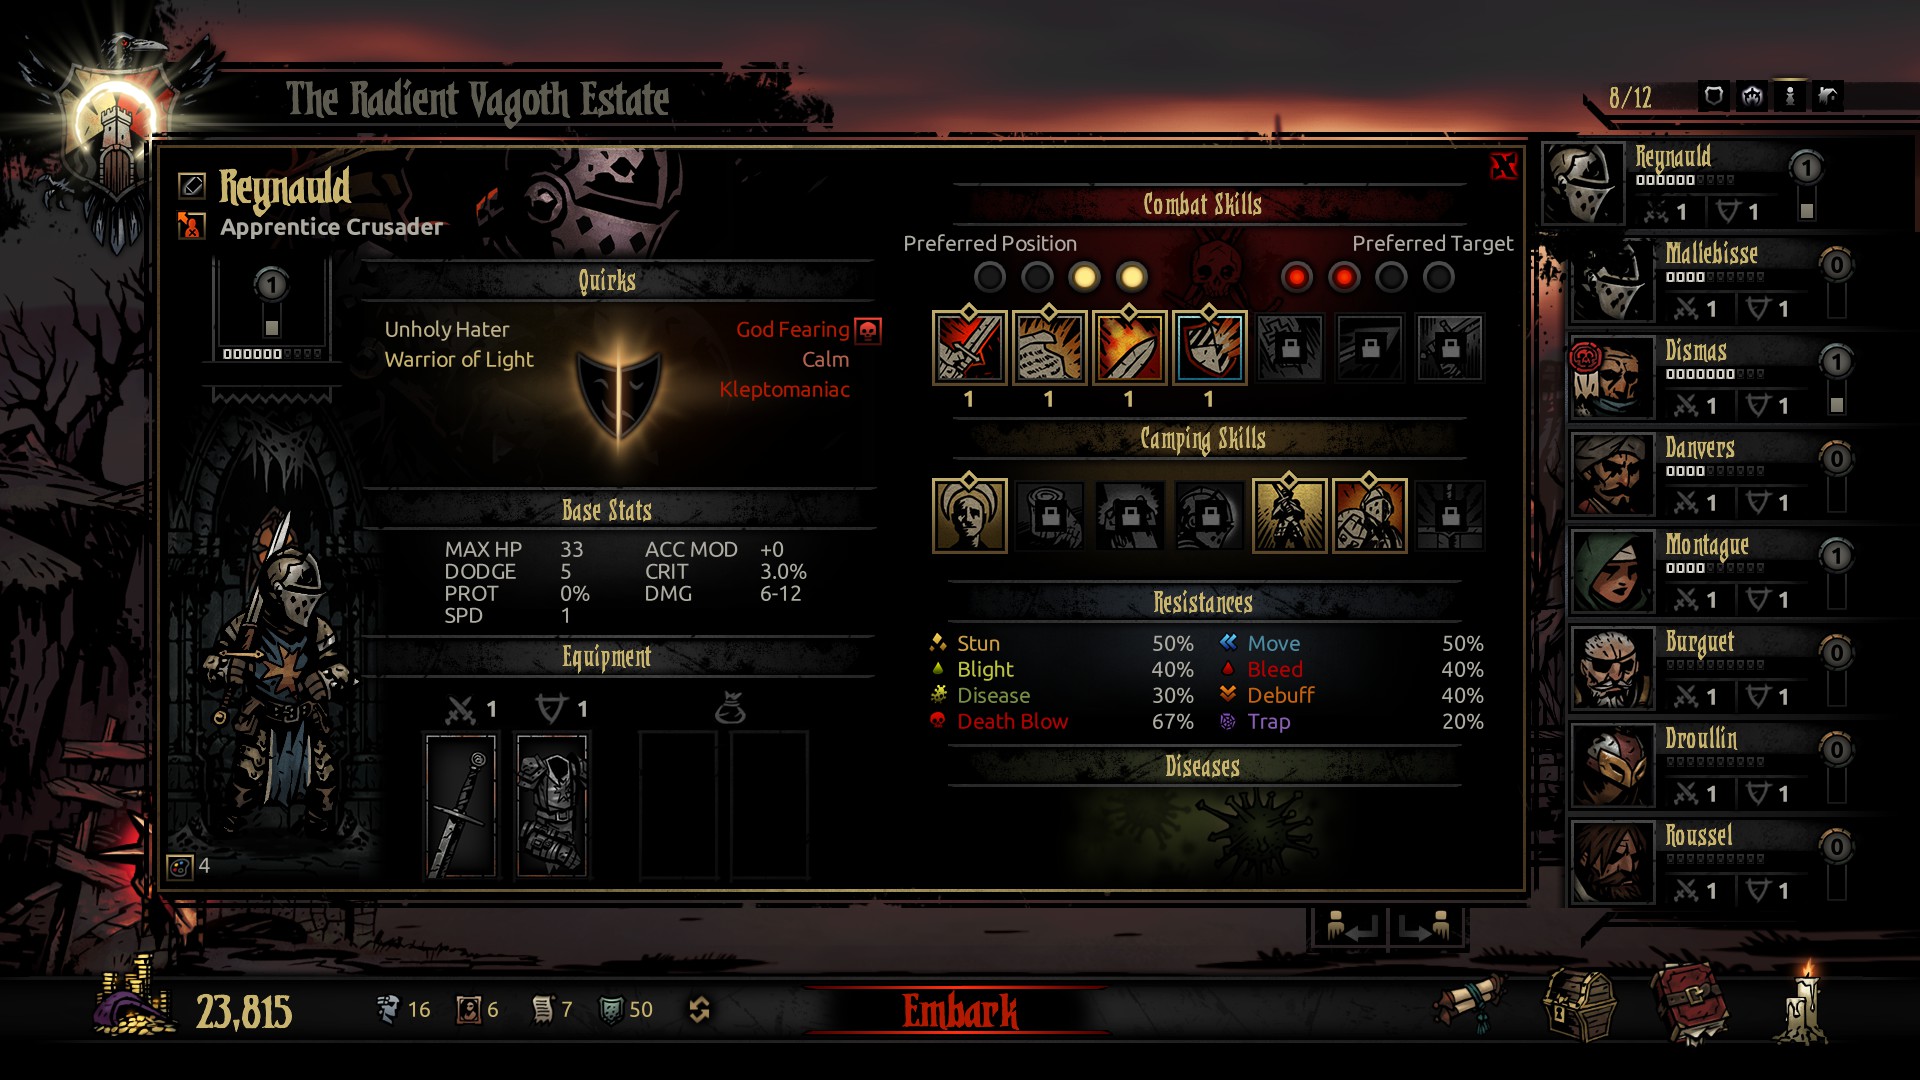 The Radient Vagoth Estate
8/12
Reynauld
Apprentice Crusader
1
Quirks
Unholy Hater
Warrior of Light
God Fearing
Calm
Kleptomaniac
Base Stats
MAX HP 33 ACC MOD +0
DODGE 5 CRIT 3.0%
PROT 0% DMG 6-12
SPD 1
Equipment
1 1
4
Combat Skills
Preferred Position Preferred Target
1 1 1 1
Camping Skills
Resistances
Stun 50% Move 50%
Blight 40% Bleed 40%
Disease 30% Debuff 40%
Death Blow 67% Trap 20%
Diseases
Reynauld 1
1 1
Mallebisse 0
1 1
Dismas 1
1 1
Danvers 0
1 1
Montague 1
1 1
Burguet 0
1 1
Droullin 0
1 1
Roussel 0
1 1
23,815
16 6 7 50
Embark